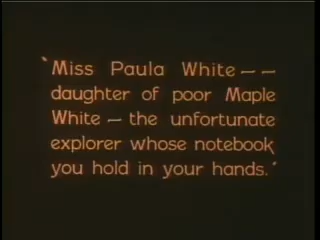 'Miss Paula White — —
daughter of poor Maple
White — the unfortunate
explorer whose notebook
you hold in your hands.'